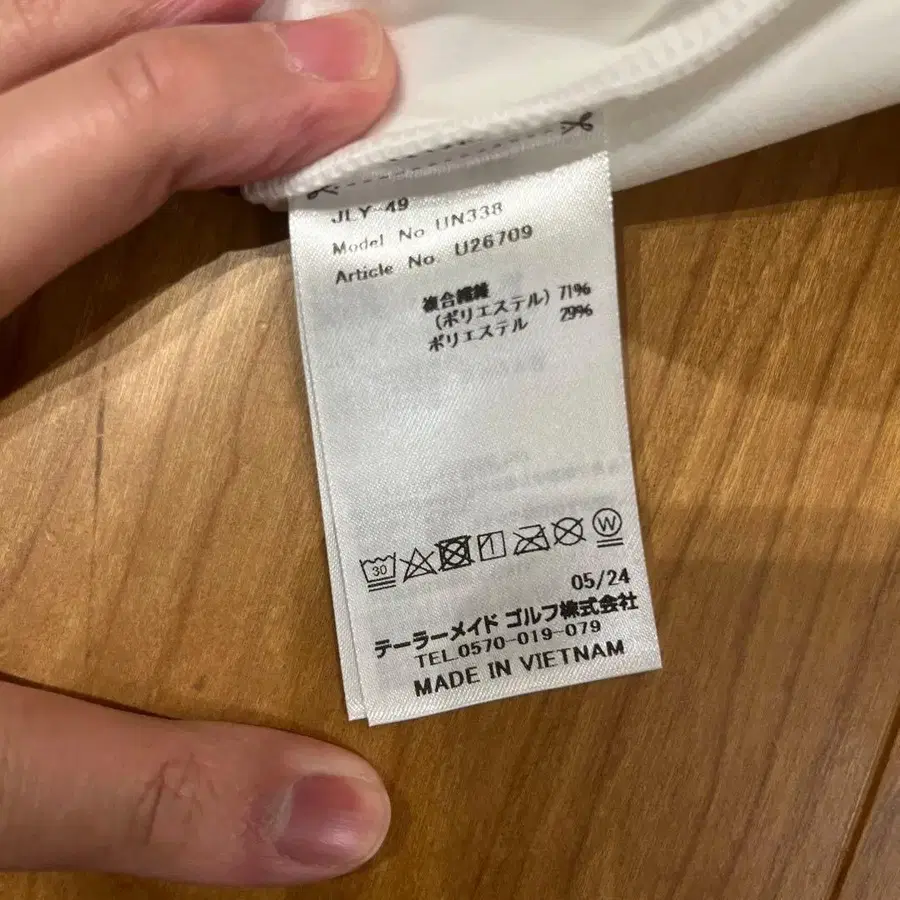 JLY 49
Model No UN338
Article No. U26709
複合繊維
(ポリエステル) 71%
ポリエステル 29%
30
W
05/24
テーラーメイド ゴルフ株式会社
TEL.0570-019-079
MADE IN VIETNAM